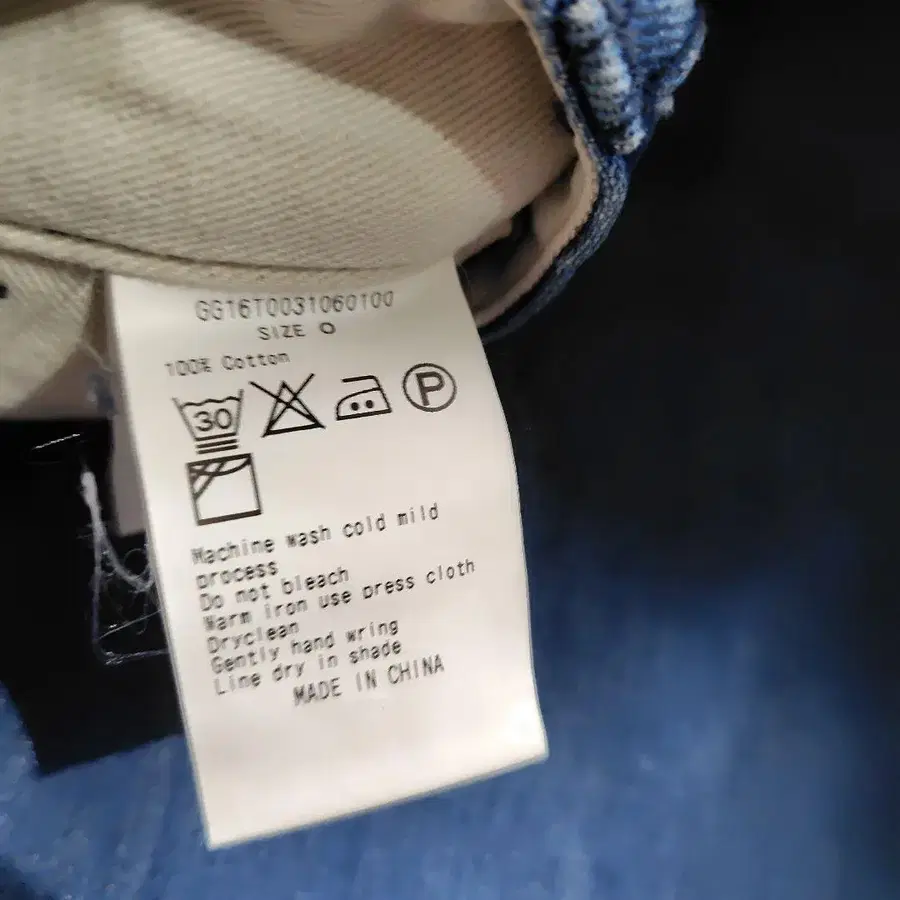 GG16T0031060100
SIZE 0
100% Cotton
30 P
Machine wash cold mild
process
Do not bleach
Warm iron use press cloth
Dryclean
Gently hand wring
Line dry in shade
MADE IN CHINA